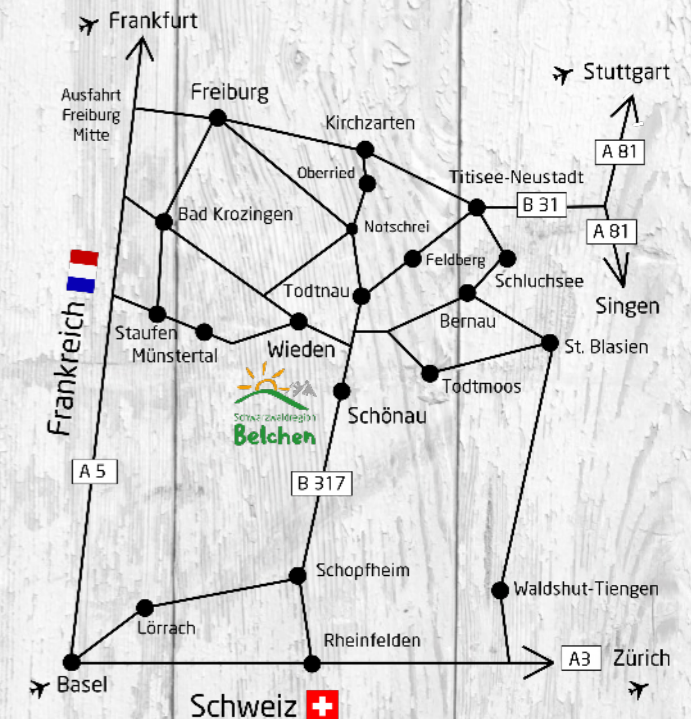 Frankfurt
Stuttgart
Ausfahrt
Freiburg
Mitte
Freiburg
Kirchzarten
A 81
Oberried
Titisee-Neustadt
B 31
Bad Krozingen
Notschrei
A 81
Feldberg
Schluchsee
Todtnau
Singen
Bernau
Frankreich
Staufen
Münstertal
Wieden
St. Blasien
Todtmoos
Schönau
Schwarzwaldregion
Belchen
A 5
B 317
Schopfheim
Waldshut-Tiengen
Lörrach
Rheinfelden
A3
Zürich
Basel
Schweiz